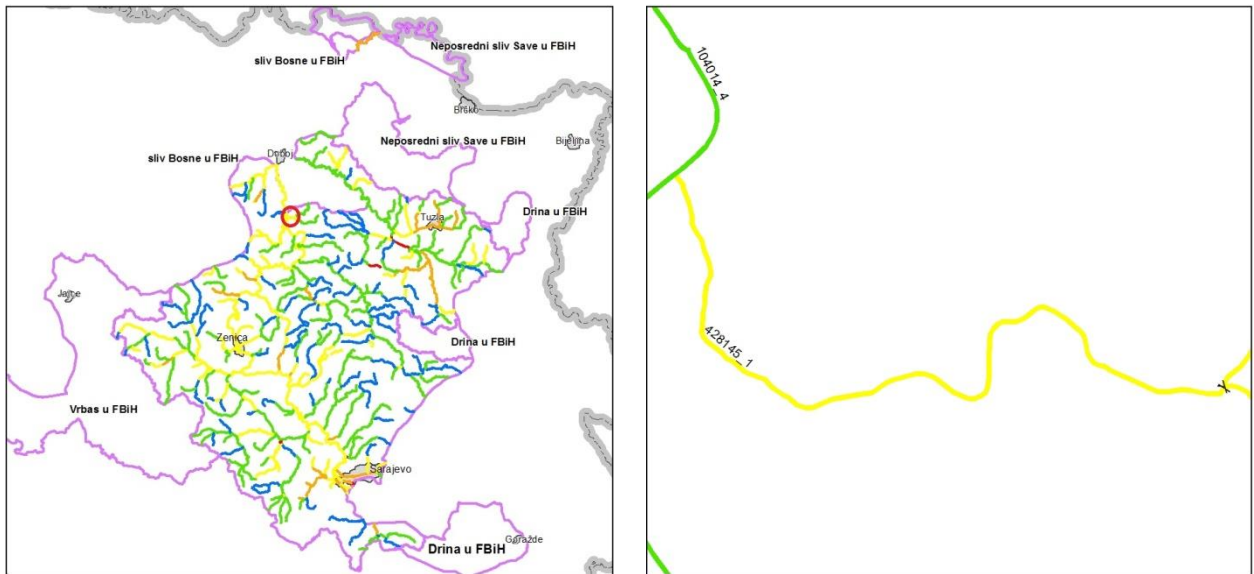 Neposredni sliv Save u FBiH
sliv Bosne u FBiH
Brčko
Bijeljina
Neposredni sliv Save u FBiH
sliv Bosne u FBiH
Doboj
Drina u FBiH
Tuzla
Jajce
Zenica
Drina u FBiH
Vrbas u FBiH
Sarajevo
Goražde
Drina u FBiH
104014_4
428145_1